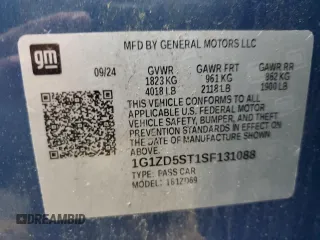 gm
MFD BY GENERAL MOTORS LLC
09/24 GVWR GAWR FRT GAWR RR
1823 KG 961 KG 862 KG
4018 LB 2118 LB 1900 LB
THIS VEHICLE CONFORMS TO ALL
APPLICABLE U.S. FEDERAL MOTOR
VEHICLE SAFETY, BUMPER, AND THEFT
PREVENTION STANDARDS IN EFFECT ON
THE DATE OF MANUFACTURE SHOWN ABOVE.
1G1ZD5ST1SF131088
TYPE: PASS CAR
MODEL: 1G1ZD69
DREAMBID